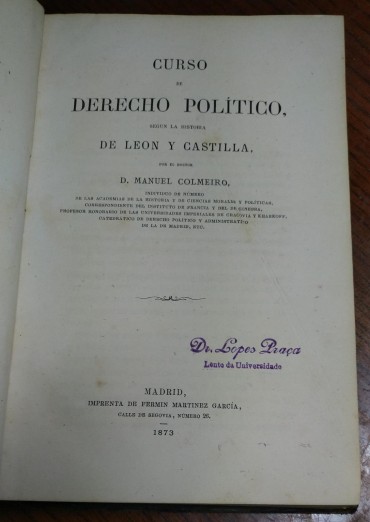 CURSO
DE
DERECHO POLÍTICO,
SEGUN LA HISTORIA
DE LEON Y CASTILLA,
POR EL DOCTOR
D. MANUEL COLMEIRO,
INDIVIDUO DE NÚMERO
DE LAS ACADEMIAS DE LA HISTORIA Y DE CIENCIAS MORALES Y POLÍTICAS,
CORRESPONDIENTE DEL INSTITUTO DE FRANCIA Y DEL DE GINEBRA,
PROFESOR HONORARIO DE LAS UNIVERSIDADES IMPERIALES DE CRACOVIA Y KHARKOFF,
CATEDRÁTICO DE DERECHO POLÍTICO Y ADMINISTRATIVO
DE LA DE MADRID, ETC.
Dr. Lopes Praça
Lente da Universidade
MADRID,
IMPRENTA DE FERMIN MARTINEZ GARCÍA,
CALLE DE SEGOVIA, NÚMERO 26.
1873